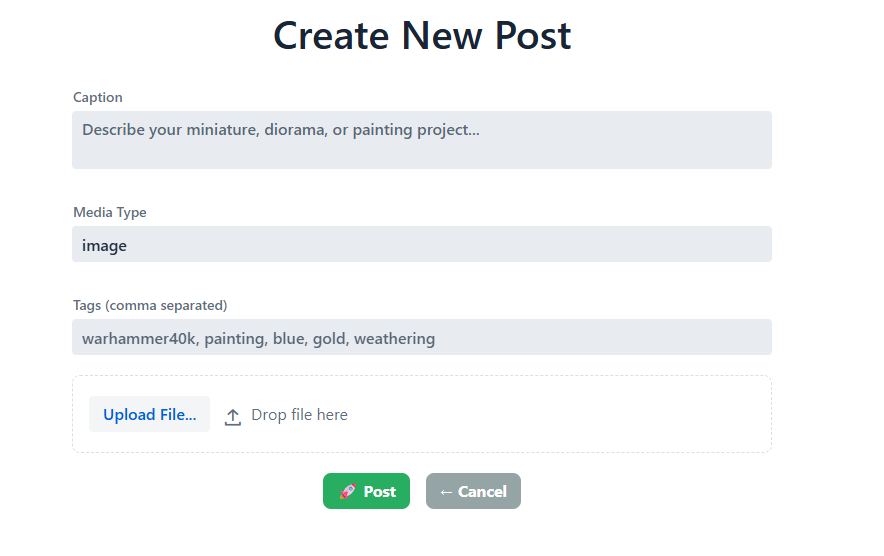 Create New Post
Caption
Describe your miniature, diorama, or painting project...
Media Type
image
Tags (comma separated)
warhammer40k, painting, blue, gold, weathering
Upload File... Drop file here
🚀 Post ← Cancel